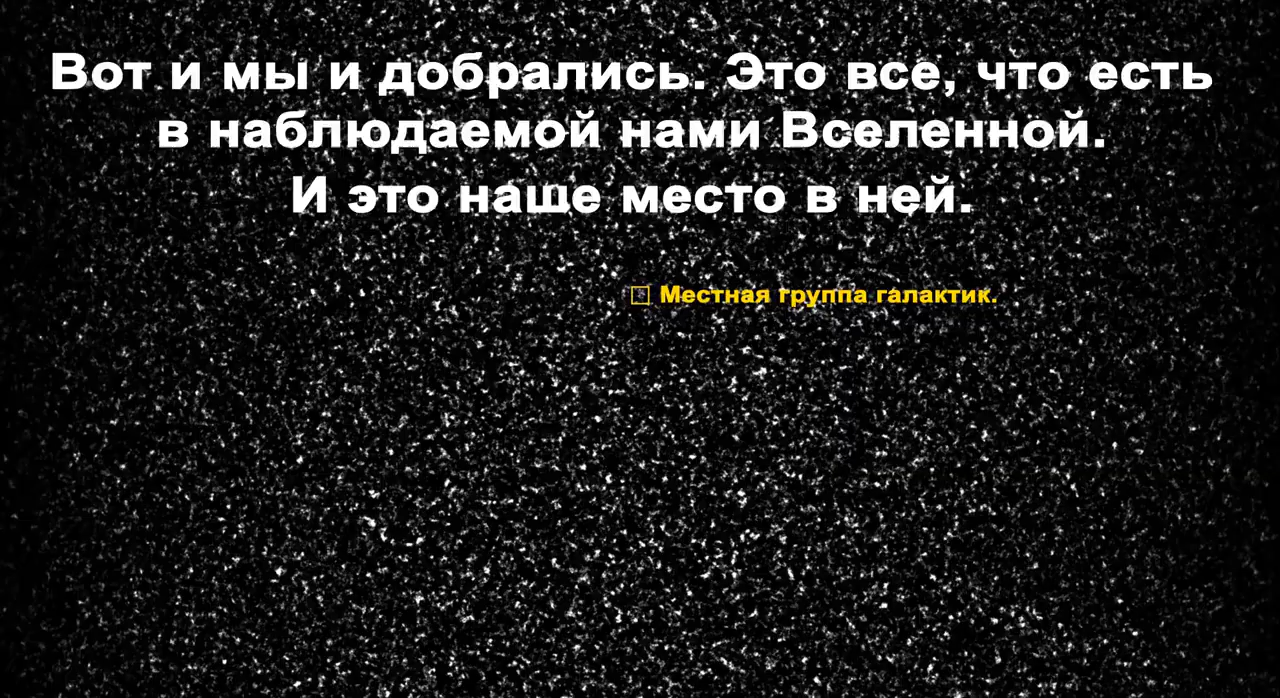 Вот и мы и добрались. Это все, что есть
в наблюдаемой нами Вселенной.
И это наше место в ней.
Местная группа галактик.